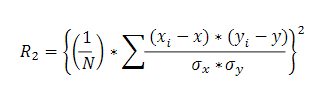 R₂ = {(1/N) * ∑ (xᵢ − x) * (yᵢ − y) / σₓ * σᵧ}²